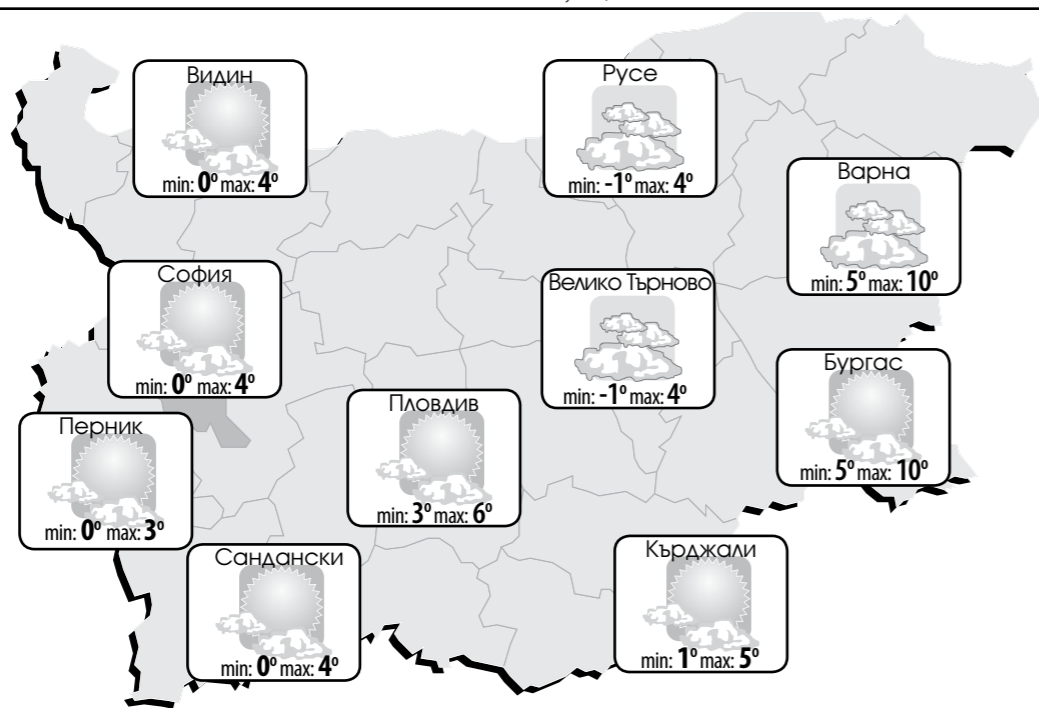 Видин
min: 0° max: 4°
Русе
min: -1° max: 4°
Варна
min: 5° max: 10°
София
min: 0° max: 4°
Велико Търново
min: -1° max: 4°
Бургас
min: 5° max: 10°
Пловдив
min: 3° max: 6°
Перник
min: 0° max: 3°
Сандански
min: 0° max: 4°
Кърджали
min: 1° max: 5°